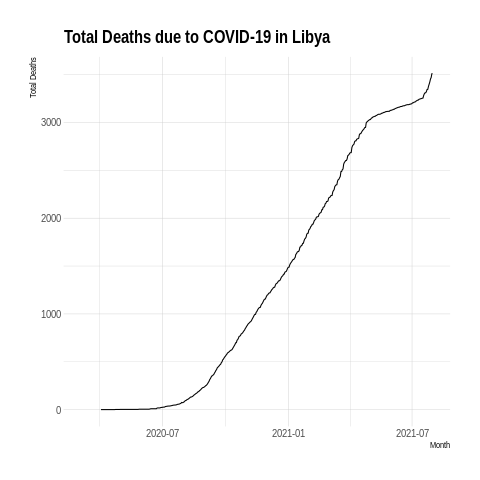 Total Deaths due to COVID-19 in Libya
Total Deaths
3000
2000
1000
0
2020-07
2021-01
2021-07
Month